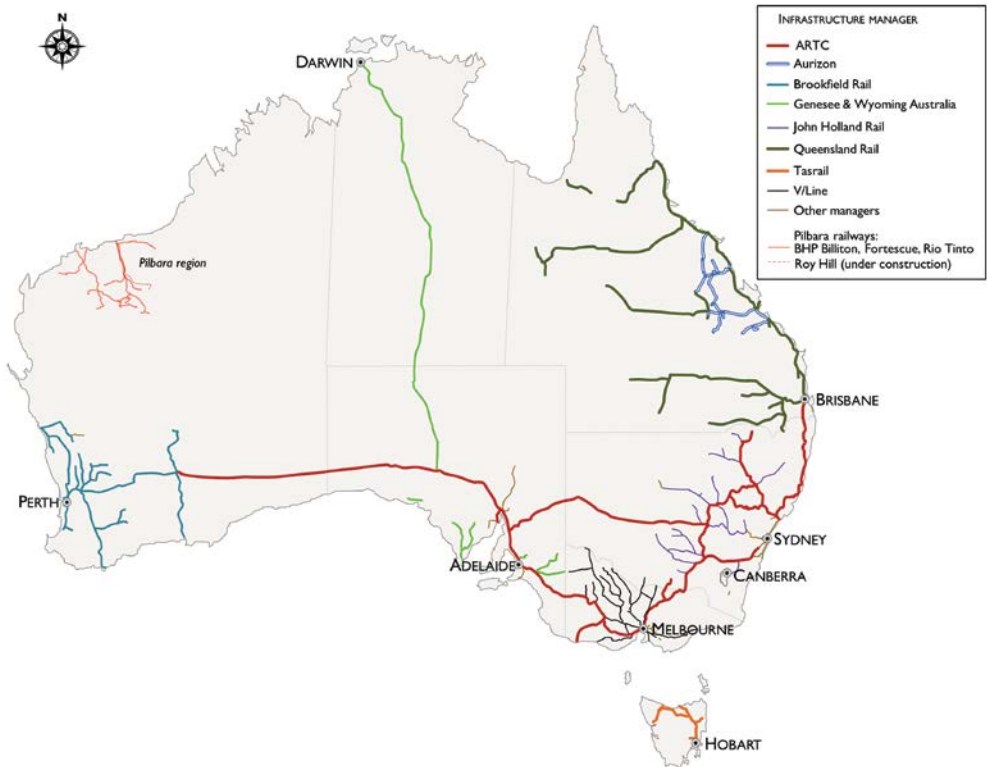 N
INFRASTRUCTURE MANAGER
ARTC
Aurizon
Brookfield Rail
Genesee & Wyoming Australia
John Holland Rail
Queensland Rail
Tasrail
V/Line
Other managers
Pilbara railways:
BHP Billiton, Fortescue, Rio Tinto
Roy Hill (under construction)
DARWIN
Pilbara region
BRISBANE
PERTH
SYDNEY
ADELAIDE
CANBERRA
MELBOURNE
HOBART